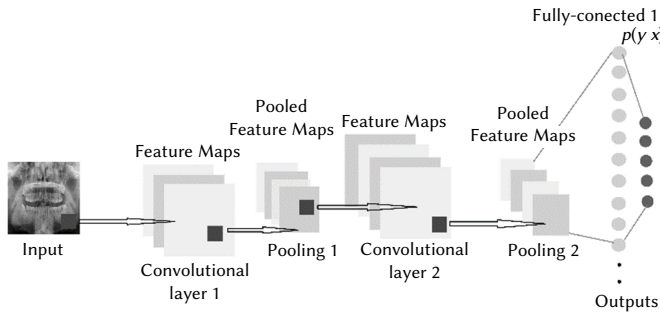 Fully-conected 1
p(y x)
Pooled
Feature Maps
Feature Maps
Pooled
Feature Maps
Feature Maps
Input
Convolutional
layer 1
Pooling 1
Convolutional
layer 2
Pooling 2
Outputs